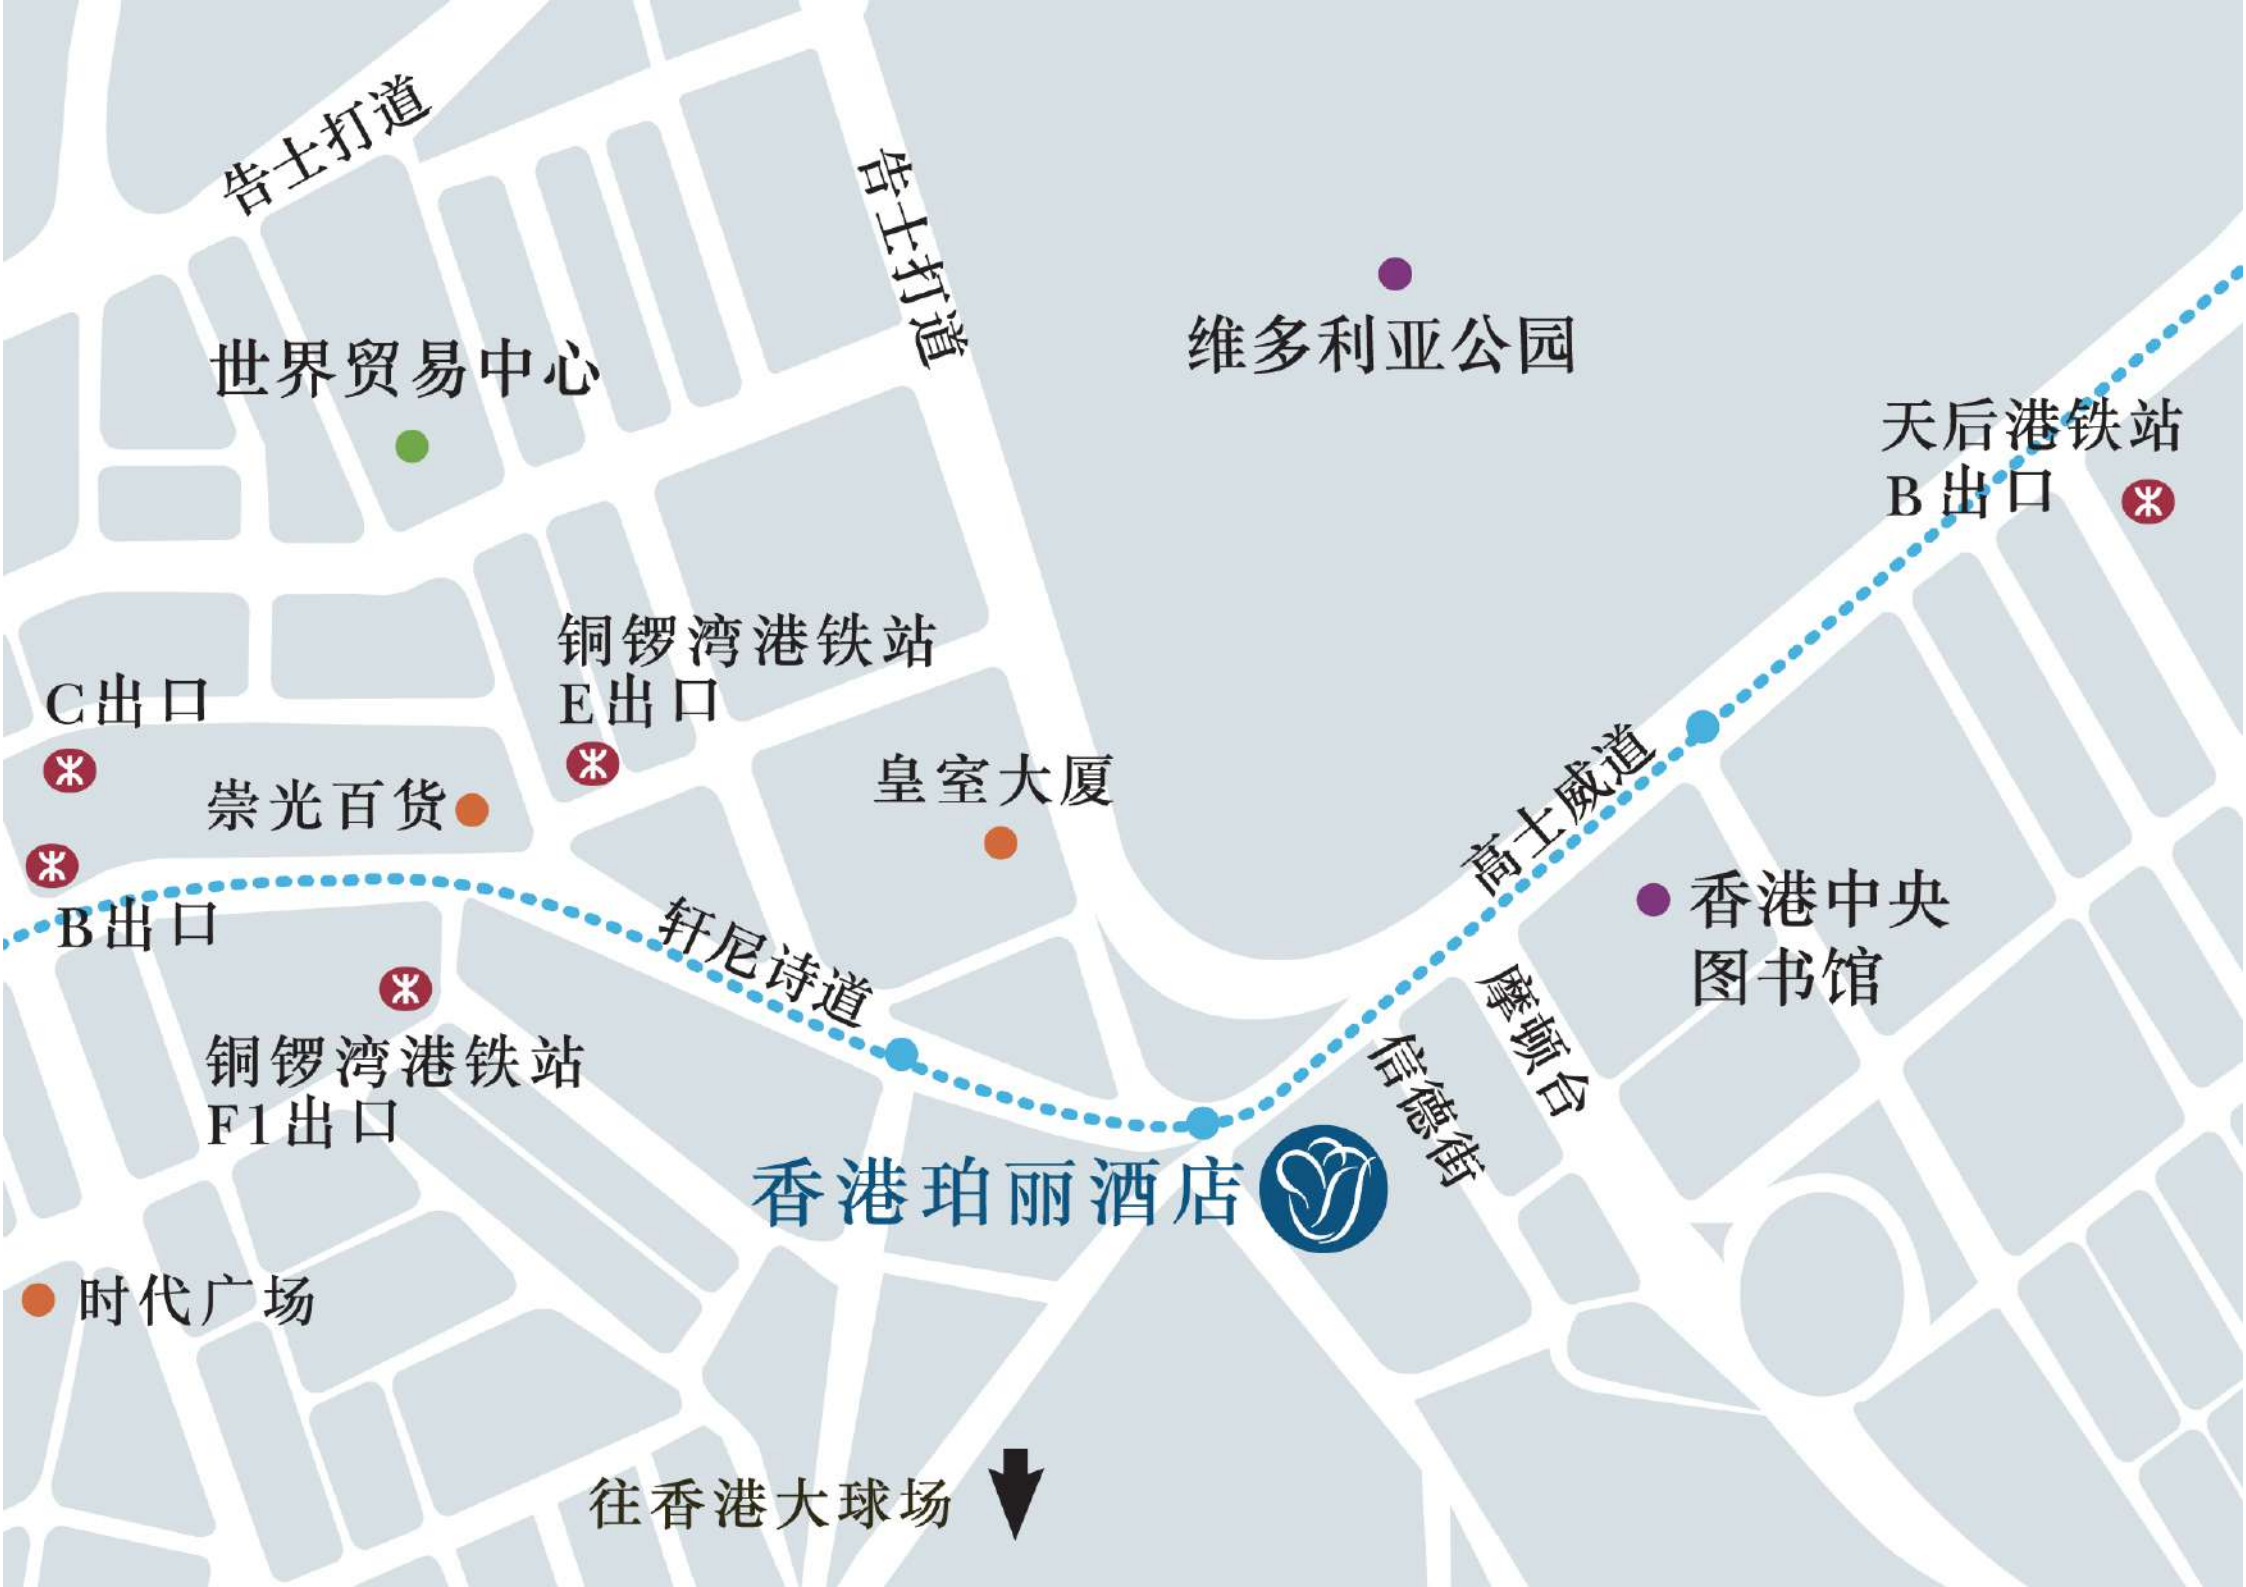 告士打道
告士打道
维多利亚公园
世界贸易中心
天后港铁站
B出口
铜锣湾港铁站
E出口
C出口
崇光百货
皇室大厦
高士威道
香港中央
图书馆
B出口
轩尼诗道
摩顿台
信德街
铜锣湾港铁站
F1出口
香港珀丽酒店
时代广场
往香港大球场